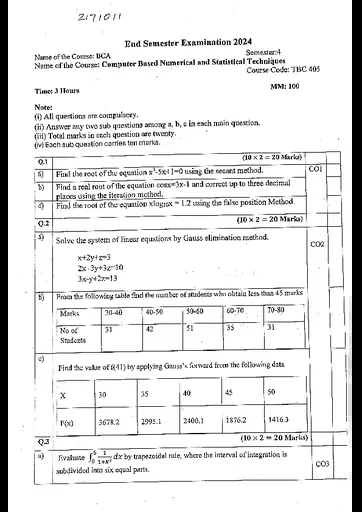 2171011
End Semester Examination 2024
Name of the Course: BCA Semester:4
Name of the Course: Computer Based Numerical and Statistical Techniques
Course Code: TBC 405
Time: 3 Hours MM: 100
Note:
(i) All questions are compulsory.
(ii) Answer any two sub questions among a, b, c in each main question.
(iii) Total marks in each question are twenty.
(iv) Each sub question carries ten marks.
Q.1 (10 × 2 = 20 Marks)
a) Find the root of the equation x³-5x+1=0 using the secant method. CO1
b) Find a real root of the equation cosx=3x-1 and correct up to three decimal
places using the iteration method.
c) Find the root of the equation xlogx = 1.2 using the false position Method.
Q.2 (10 × 2 = 20 Marks)
a) Solve the system of linear equations by Gauss elimination method. CO2
x+2y+z=3
2x+3y+3z=10
3x-y+2z=13
b) From the following table find the number of students who obtain less than 45 marks
Marks 30-40 40-50 50-60 60-70 70-80
No of 31 42 51 35 31
Students
c) Find the value of f(41) by applying Gauss's forward from the following data
X 30 35 40 45 50
F(x) 3678.2 2995.1 2400.1 1876.2 1416.3
Q.3 (10 × 2 = 20 Marks)
a) Evaluate ∫₀⁶ 1/1+x² dx by trapezoidal rule, where the interval of integration is CO3
subdivided into six equal parts.